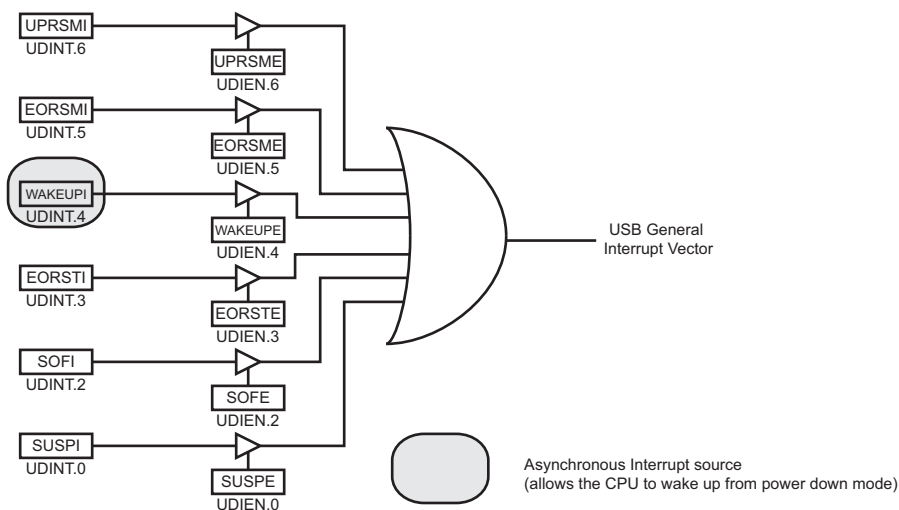 UPRSMI
UDINT.6
UPRSME
UDIEN.6
EORSMI
UDINT.5
EORSME
UDIEN.5
WAKEUPI
UDINT.4
WAKEUPE
UDIEN.4
EORSTI
UDINT.3
EORSTE
UDIEN.3
SOFI
UDINT.2
SOFE
UDIEN.2
SUSPI
UDINT.0
SUSPE
UDIEN.0
USB General
Interrupt Vector
Asynchronous Interrupt source
(allows the CPU to wake up from power down mode)